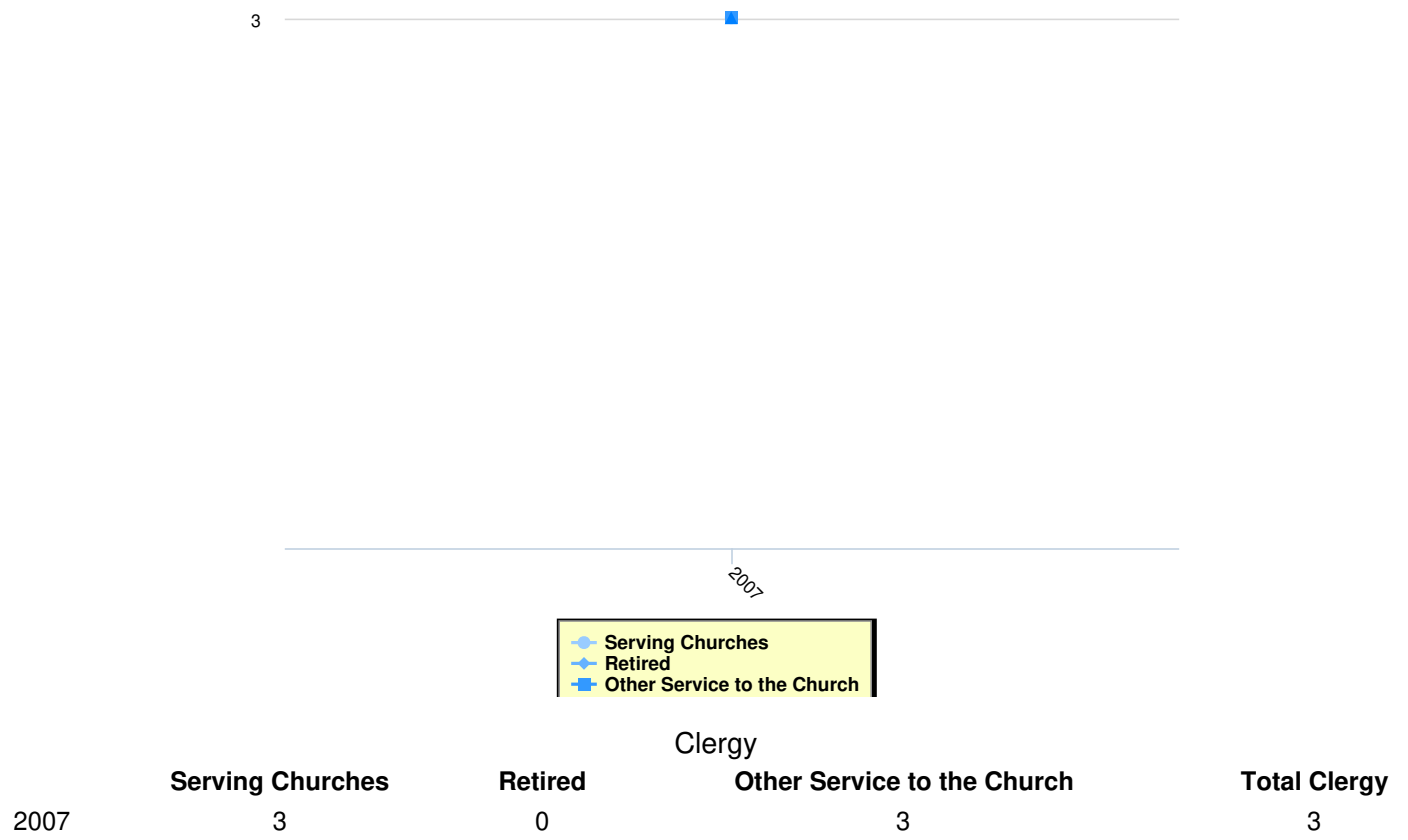 3
2007
Serving Churches
Retired
Other Service to the Church
Clergy
Serving Churches Retired Other Service to the Church Total Clergy
2007 3 0 3 3